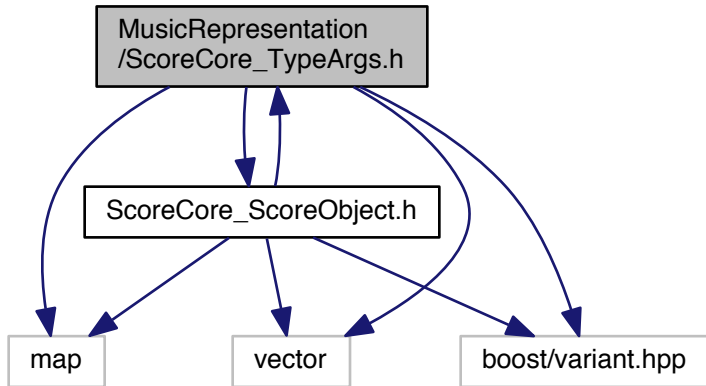 MusicRepresentation
/ScoreCore_TypeArgs.h
ScoreCore_ScoreObject.h
map
vector
boost/variant.hpp